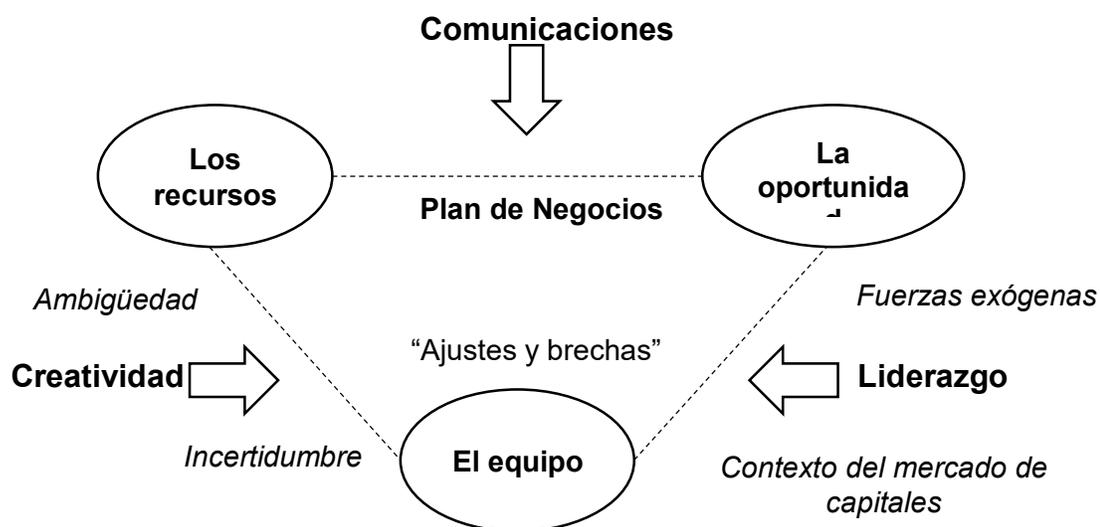 Comunicaciones
Los
recursos
La
oportunida
Plan de Negocios
Ambigüedad
Fuerzas exógenas
“Ajustes y brechas”
Creatividad
Liderazgo
Incertidumbre
El equipo
Contexto del mercado de
capitales